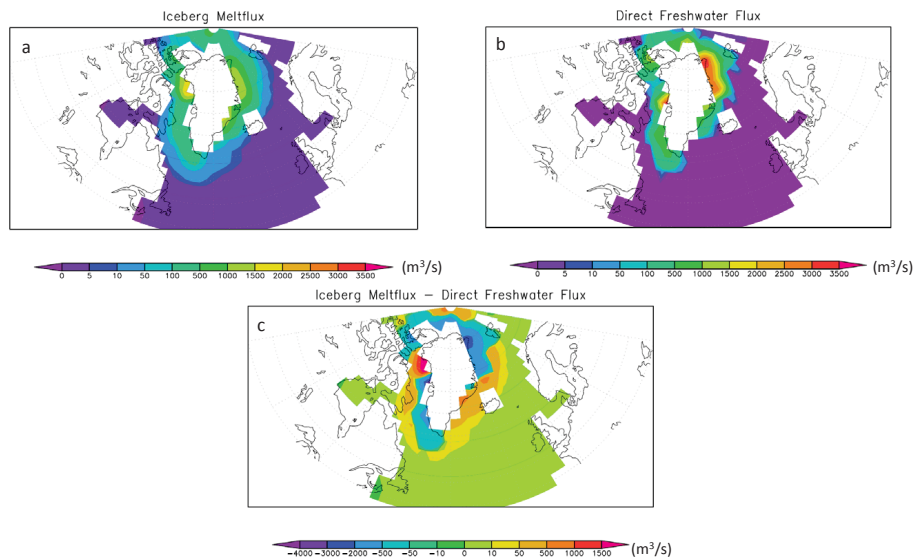 Iceberg Meltflux
a
0 5 10 50 100 500 1000 2000 2500 3000 3500 (m³/s)
Direct Freshwater Flux
b
0 5 10 50 100 500 1000 2000 2500 3000 3500 (m³/s)
Iceberg Meltflux – Direct Freshwater Flux
c
-4000 -3000 -2000 -500 -50 -10 0 10 50 500 1000 1500 (m³/s)